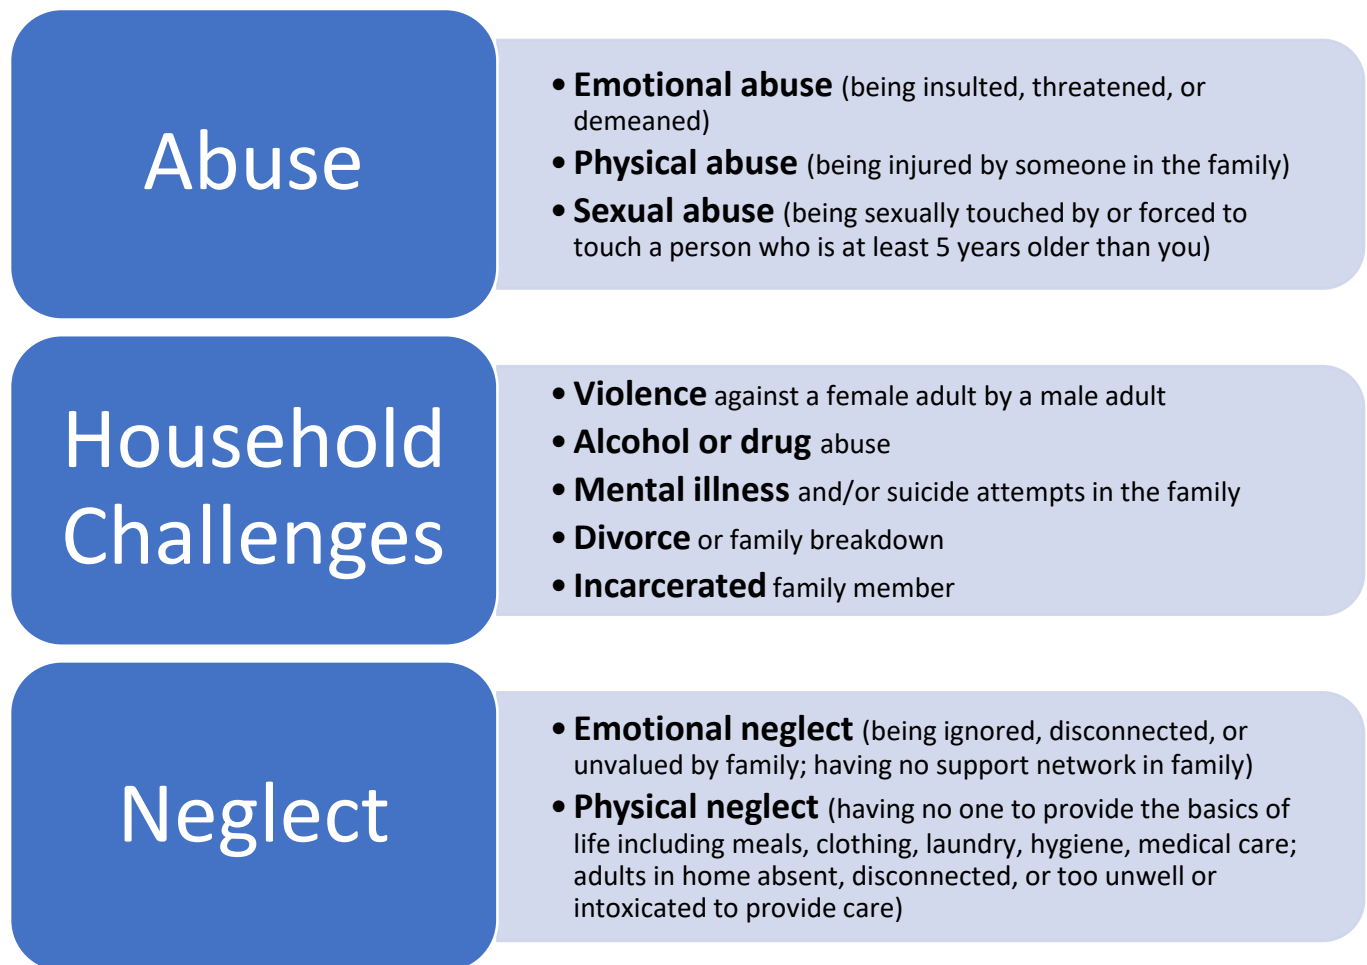 Abuse
• Emotional abuse (being insulted, threatened, or
demeaned)
• Physical abuse (being injured by someone in the family)
• Sexual abuse (being sexually touched by or forced to
touch a person who is at least 5 years older than you)
Household
Challenges
• Violence against a female adult by a male adult
• Alcohol or drug abuse
• Mental illness and/or suicide attempts in the family
• Divorce or family breakdown
• Incarcerated family member
Neglect
• Emotional neglect (being ignored, disconnected, or
unvalued by family; having no support network in family)
• Physical neglect (having no one to provide the basics of
life including meals, clothing, laundry, hygiene, medical care;
adults in home absent, disconnected, or too unwell or
intoxicated to provide care)